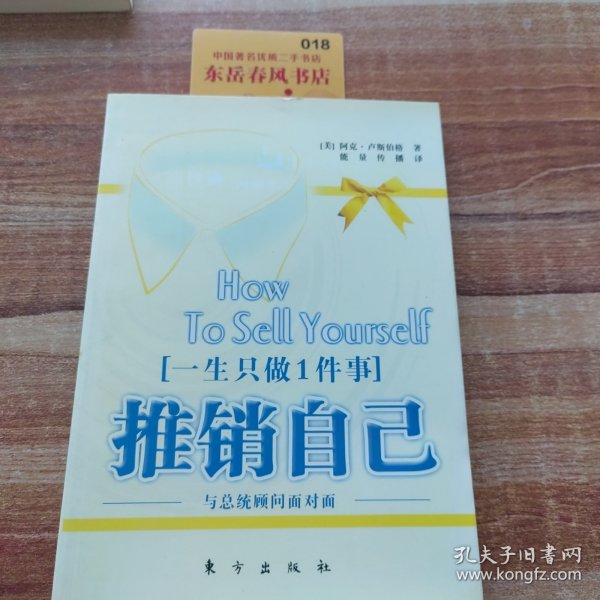 018
中国著名优质二手书店
东岳春风书店
[美] 阿克·卢斯伯格 著
能量传播 译
How
To Sell Yourself
[一生只做1件事]
推销自己
与总统顾问面对面
东方出版社
孔夫子旧书网
www.kongfz.com